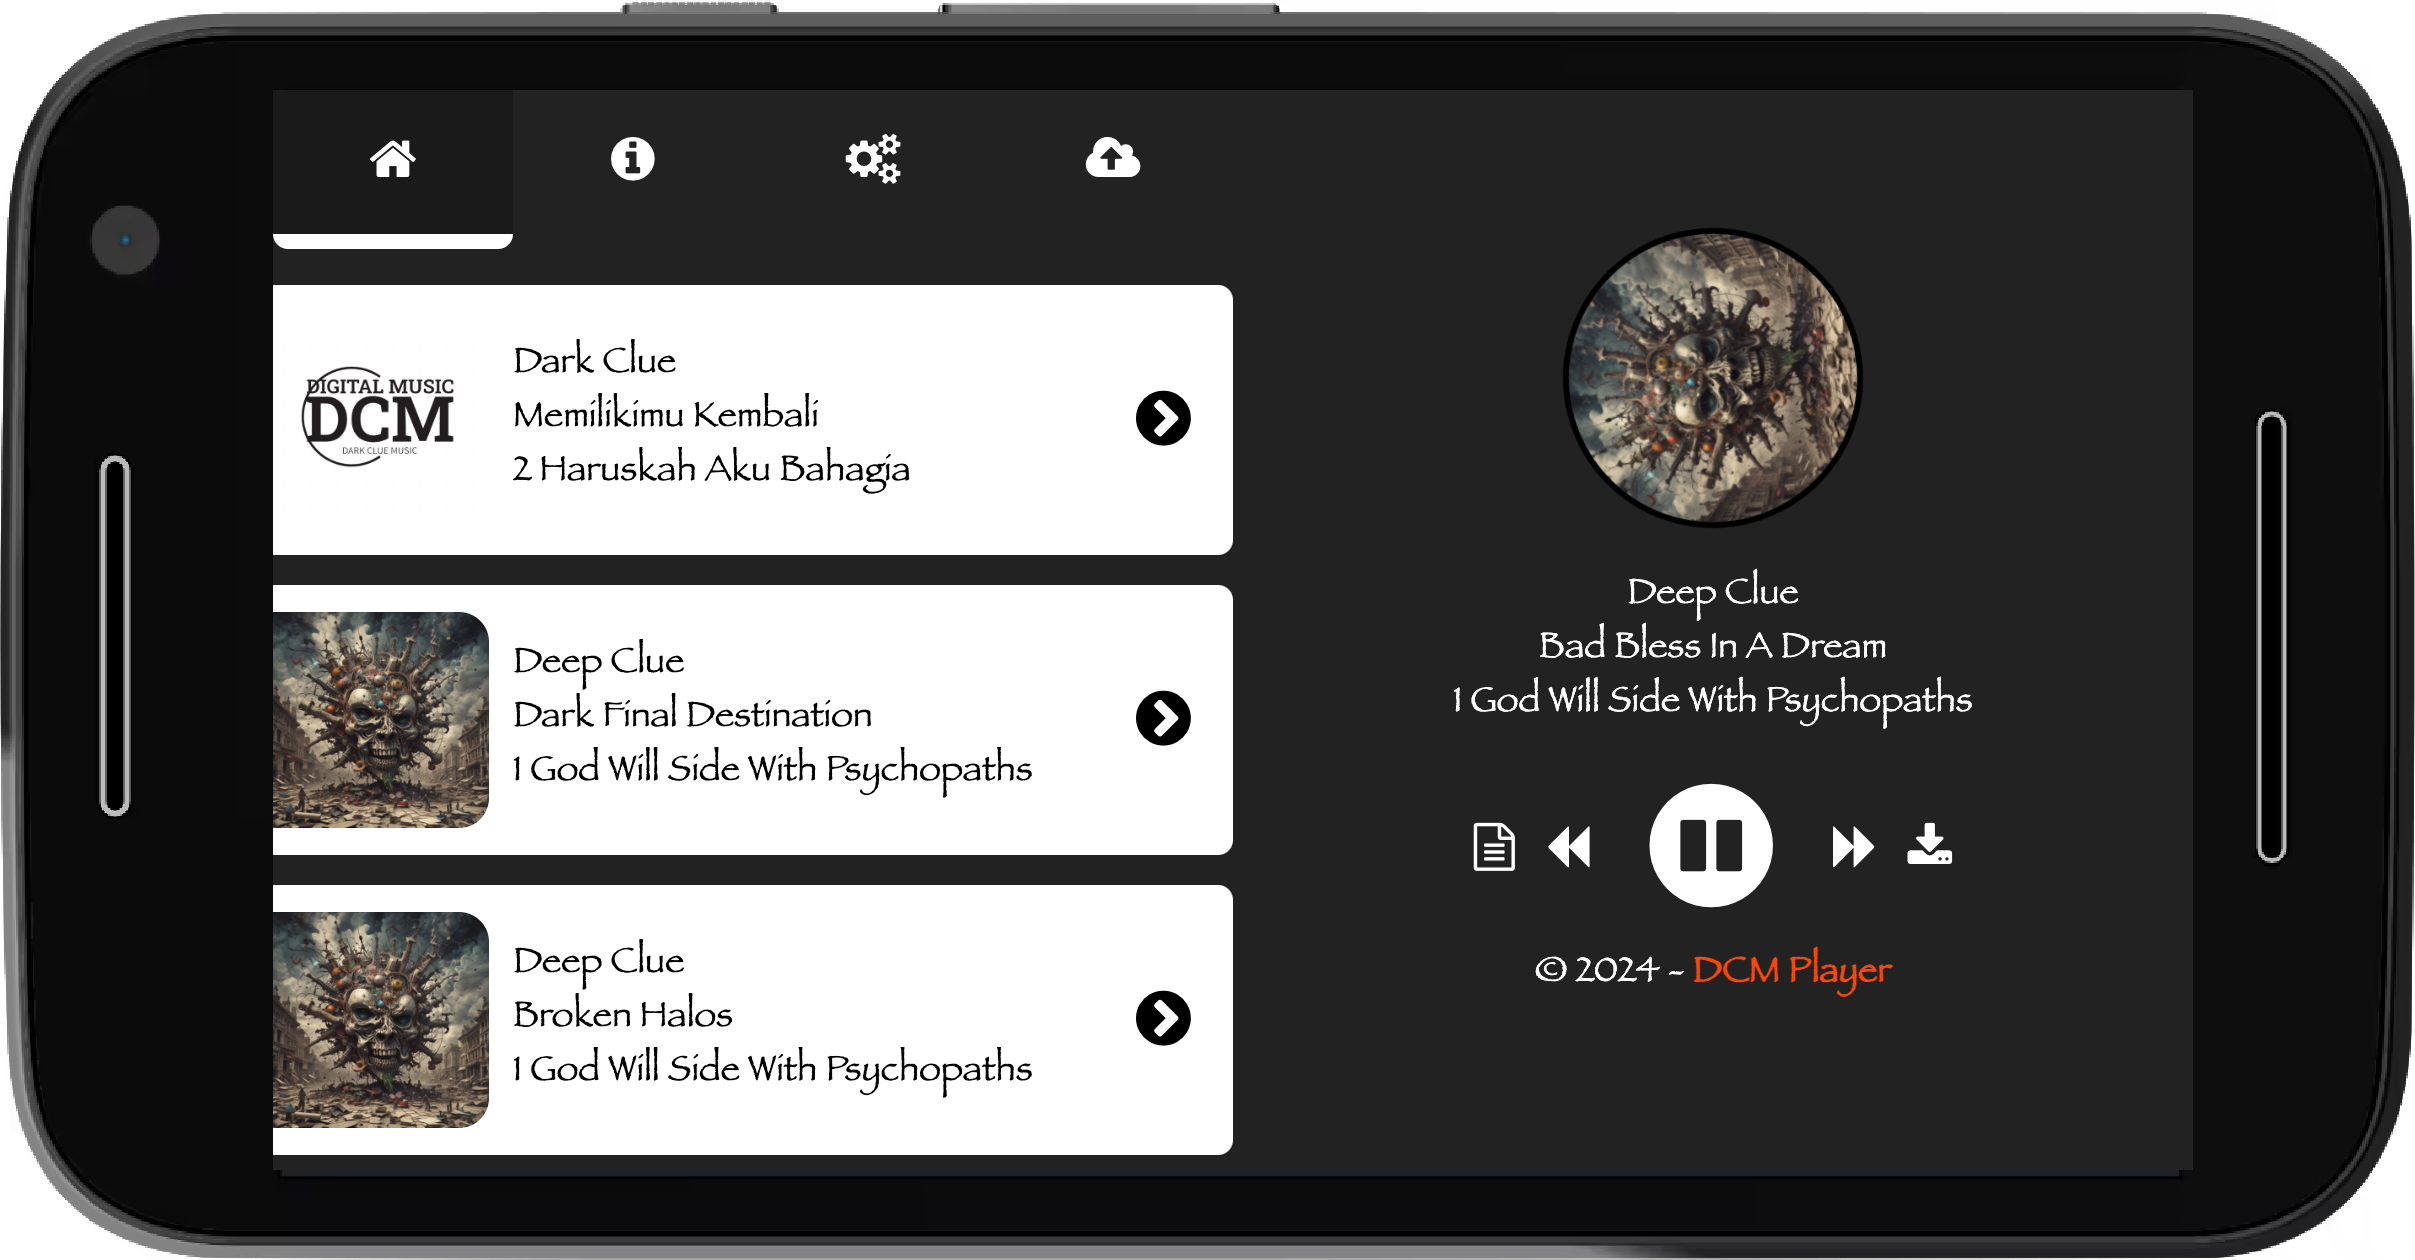 DIGITAL MUSIC
DCM
DARK CLUE MUSIC
Dark Clue
Memilikimu Kembali
2 Haruskah Aku Bahagia
Deep Clue
Dark Final Destination
1 God Will Side With Psychopaths
Deep Clue
Broken Halos
1 God Will Side With Psychopaths
Deep Clue
Bad Bless In A Dream
1 God Will Side With Psychopaths
© 2024 - DCM Player